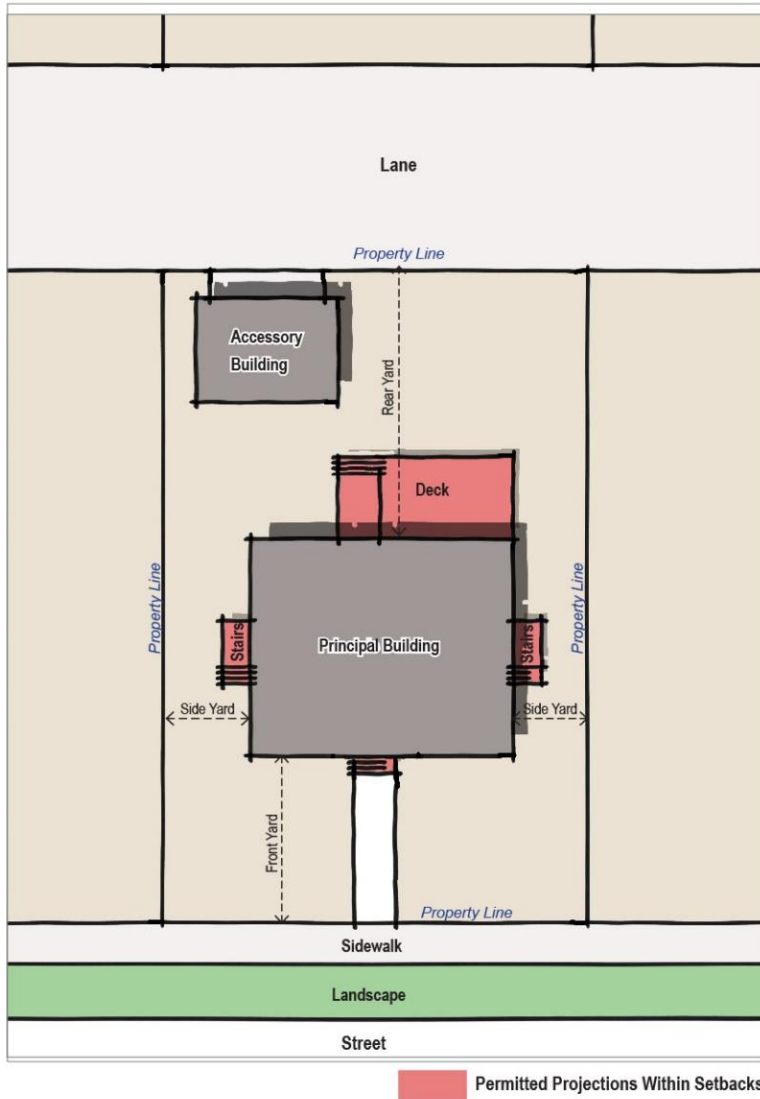 Lane
Property Line
Accessory
Building
Rear Yard
Deck
Property Line
Stairs
Principal Building
Stairs
Property Line
Side Yard
Side Yard
Front Yard
Property Line
Sidewalk
Landscape
Street
Permitted Projections Within Setbacks